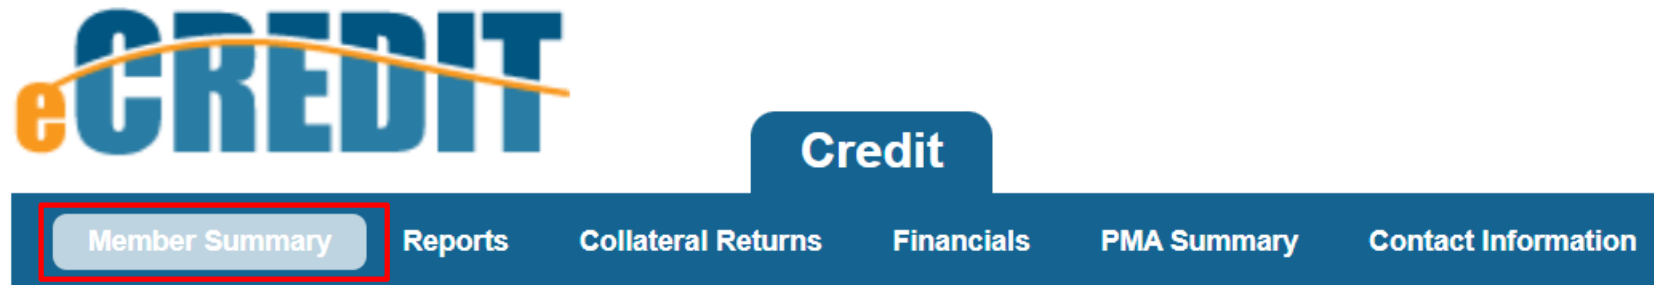 eCREDIT
Credit
Member Summary Reports Collateral Returns Financials PMA Summary Contact Information